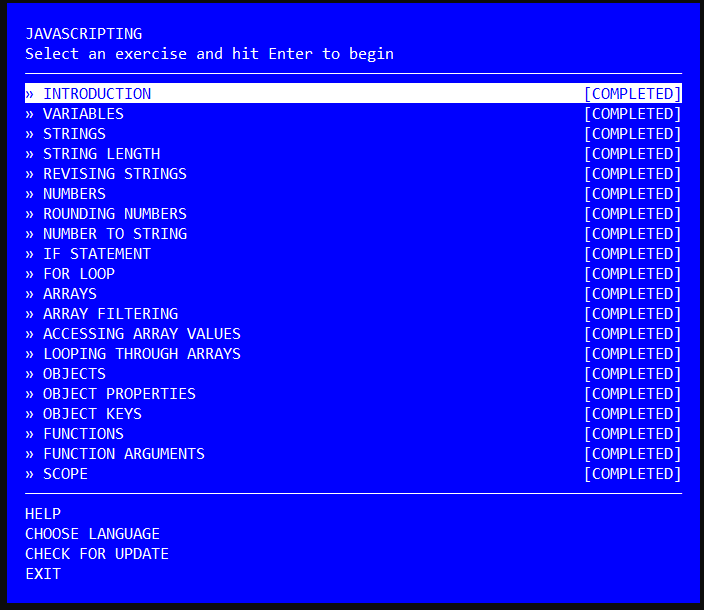 JAVASCRIPTING
Select an exercise and hit Enter to begin
» INTRODUCTION [COMPLETED]
» VARIABLES [COMPLETED]
» STRINGS [COMPLETED]
» STRING LENGTH [COMPLETED]
» REVISING STRINGS [COMPLETED]
» NUMBERS [COMPLETED]
» ROUNDING NUMBERS [COMPLETED]
» NUMBER TO STRING [COMPLETED]
» IF STATEMENT [COMPLETED]
» FOR LOOP [COMPLETED]
» ARRAYS [COMPLETED]
» ARRAY FILTERING [COMPLETED]
» ACCESSING ARRAY VALUES [COMPLETED]
» LOOPING THROUGH ARRAYS [COMPLETED]
» OBJECTS [COMPLETED]
» OBJECT PROPERTIES [COMPLETED]
» OBJECT KEYS [COMPLETED]
» FUNCTIONS [COMPLETED]
» FUNCTION ARGUMENTS [COMPLETED]
» SCOPE [COMPLETED]
HELP
CHOOSE LANGUAGE
CHECK FOR UPDATE
EXIT